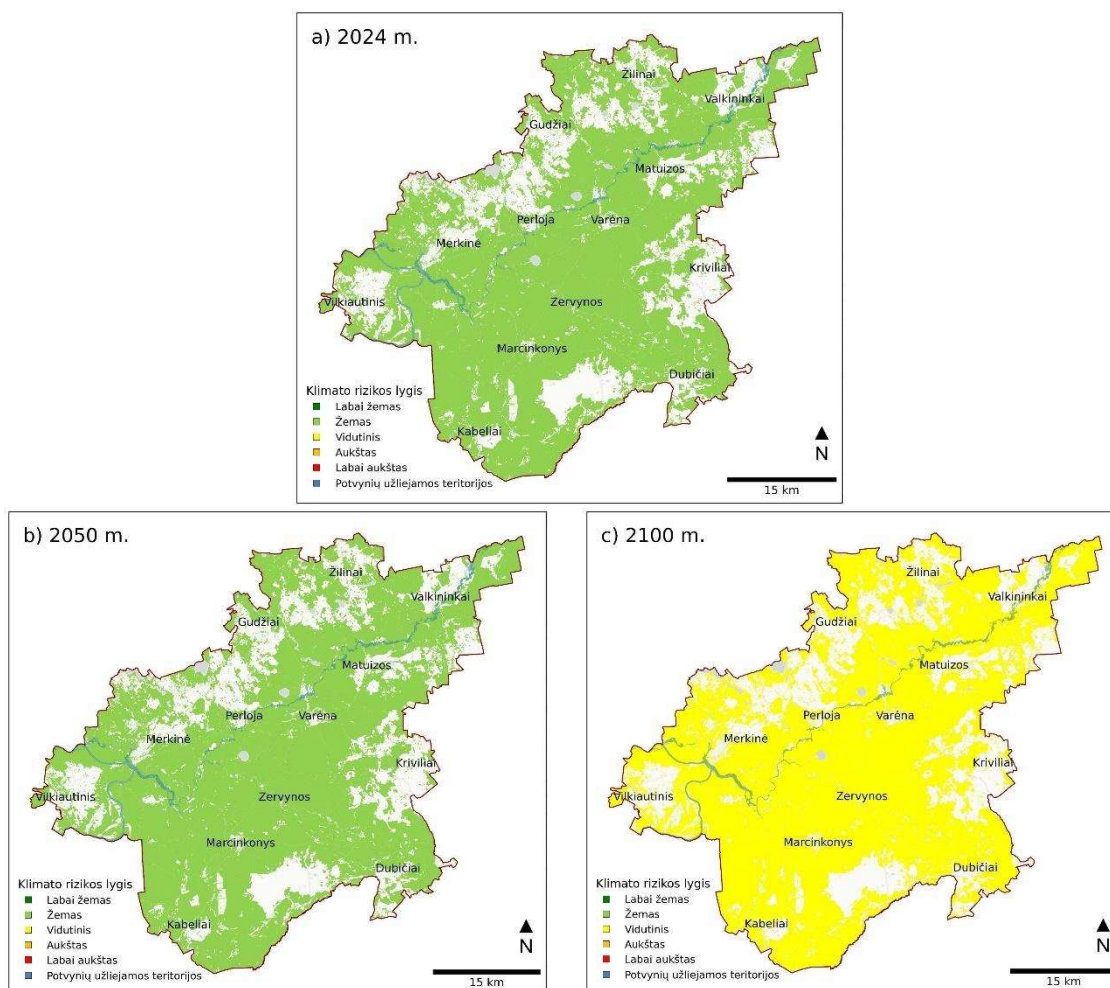 a) 2024 m.
Žilinai
Valkininkai
Gudžiai
Matuizos
Perloja
Varėna
Merkinė
Kriviliai
Vilkiautinis
Zervynos
Marcinkonys
Dubičiai
Kabeliai
Klimato rizikos lygis
Labai žemas
Žemas
Vidutinis
Aukštas
Labai aukštas
Potvynių užliejamos teritorijos
N
15 km
b) 2050 m.
Žilinai
Valkininkai
Gudžiai
Matuizos
Perloja
Varėna
Merkinė
Kriviliai
Vilkiautinis
Zervynos
Marcinkonys
Dubičiai
Kabeliai
Klimato rizikos lygis
Labai žemas
Žemas
Vidutinis
Aukštas
Labai aukštas
Potvynių užliejamos teritorijos
N
15 km
c) 2100 m.
Žilinai
Valkininkai
Gudžiai
Matuizos
Perloja
Varėna
Merkinė
Kriviliai
Vilkiautinis
Zervynos
Marcinkonys
Dubičiai
Kabeliai
Klimato rizikos lygis
Labai žemas
Žemas
Vidutinis
Aukštas
Labai aukštas
Potvynių užliejamos teritorijos
N
15 km